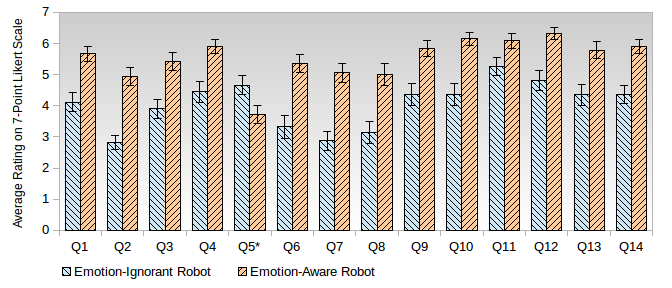 Average Rating on 7-Point Likert Scale
7
6
5
4
3
2
1
0
Q1 Q2 Q3 Q4 Q5* Q6 Q7 Q8 Q9 Q10 Q11 Q12 Q13 Q14
Emotion-Ignorant Robot Emotion-Aware Robot